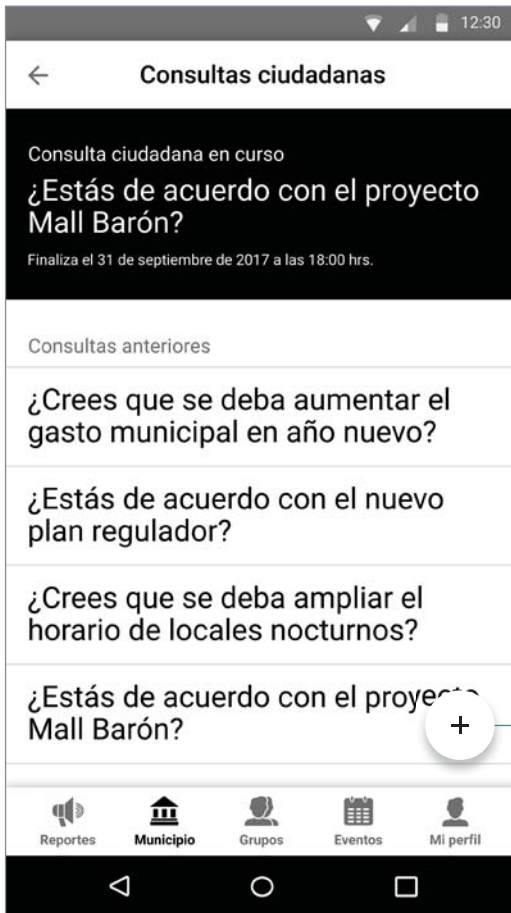 12:30
Consultas ciudadanas
Consulta ciudadana en curso
¿Estás de acuerdo con el proyecto
Mall Barón?
Finaliza el 31 de septiembre de 2017 a las 18:00 hrs.
Consultas anteriores
¿Crees que se deba aumentar el
gasto municipal en año nuevo?
¿Estás de acuerdo con el nuevo
plan regulador?
¿Crees que se deba ampliar el
horario de locales nocturnos?
¿Estás de acuerdo con el proyecto
Mall Barón?
+
Reportes Municipio Grupos Eventos Mi perfil